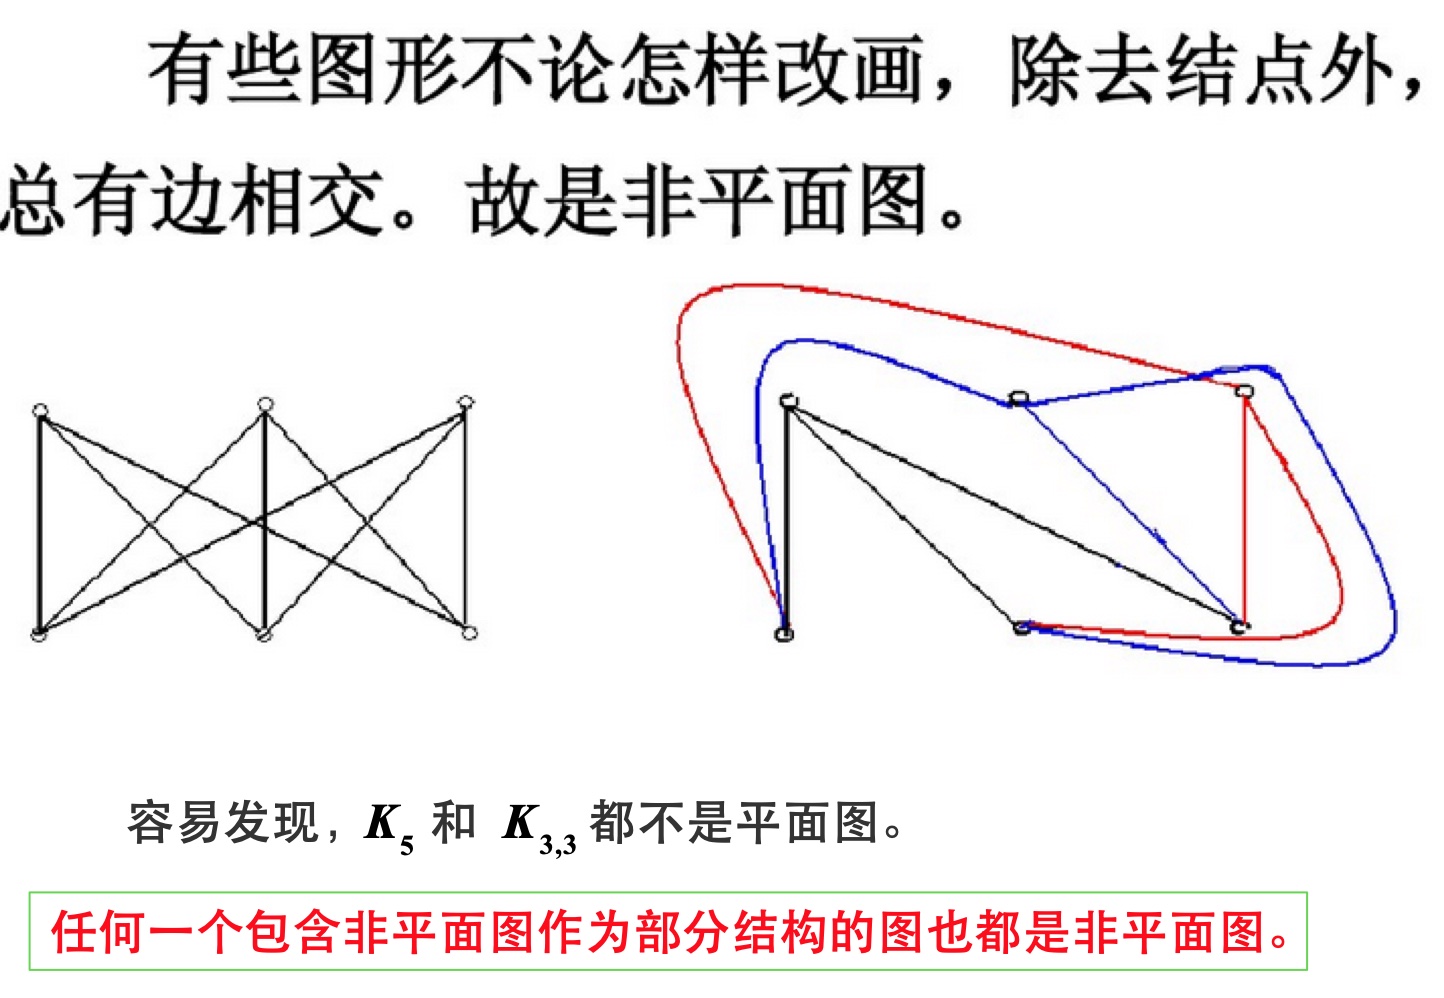 有些图形不论怎样改画，除去结点外，
总有边相交。故是非平面图。
容易发现，K5 和 K3,3 都不是平面图。
任何一个包含非平面图作为部分结构的图也都是非平面图。